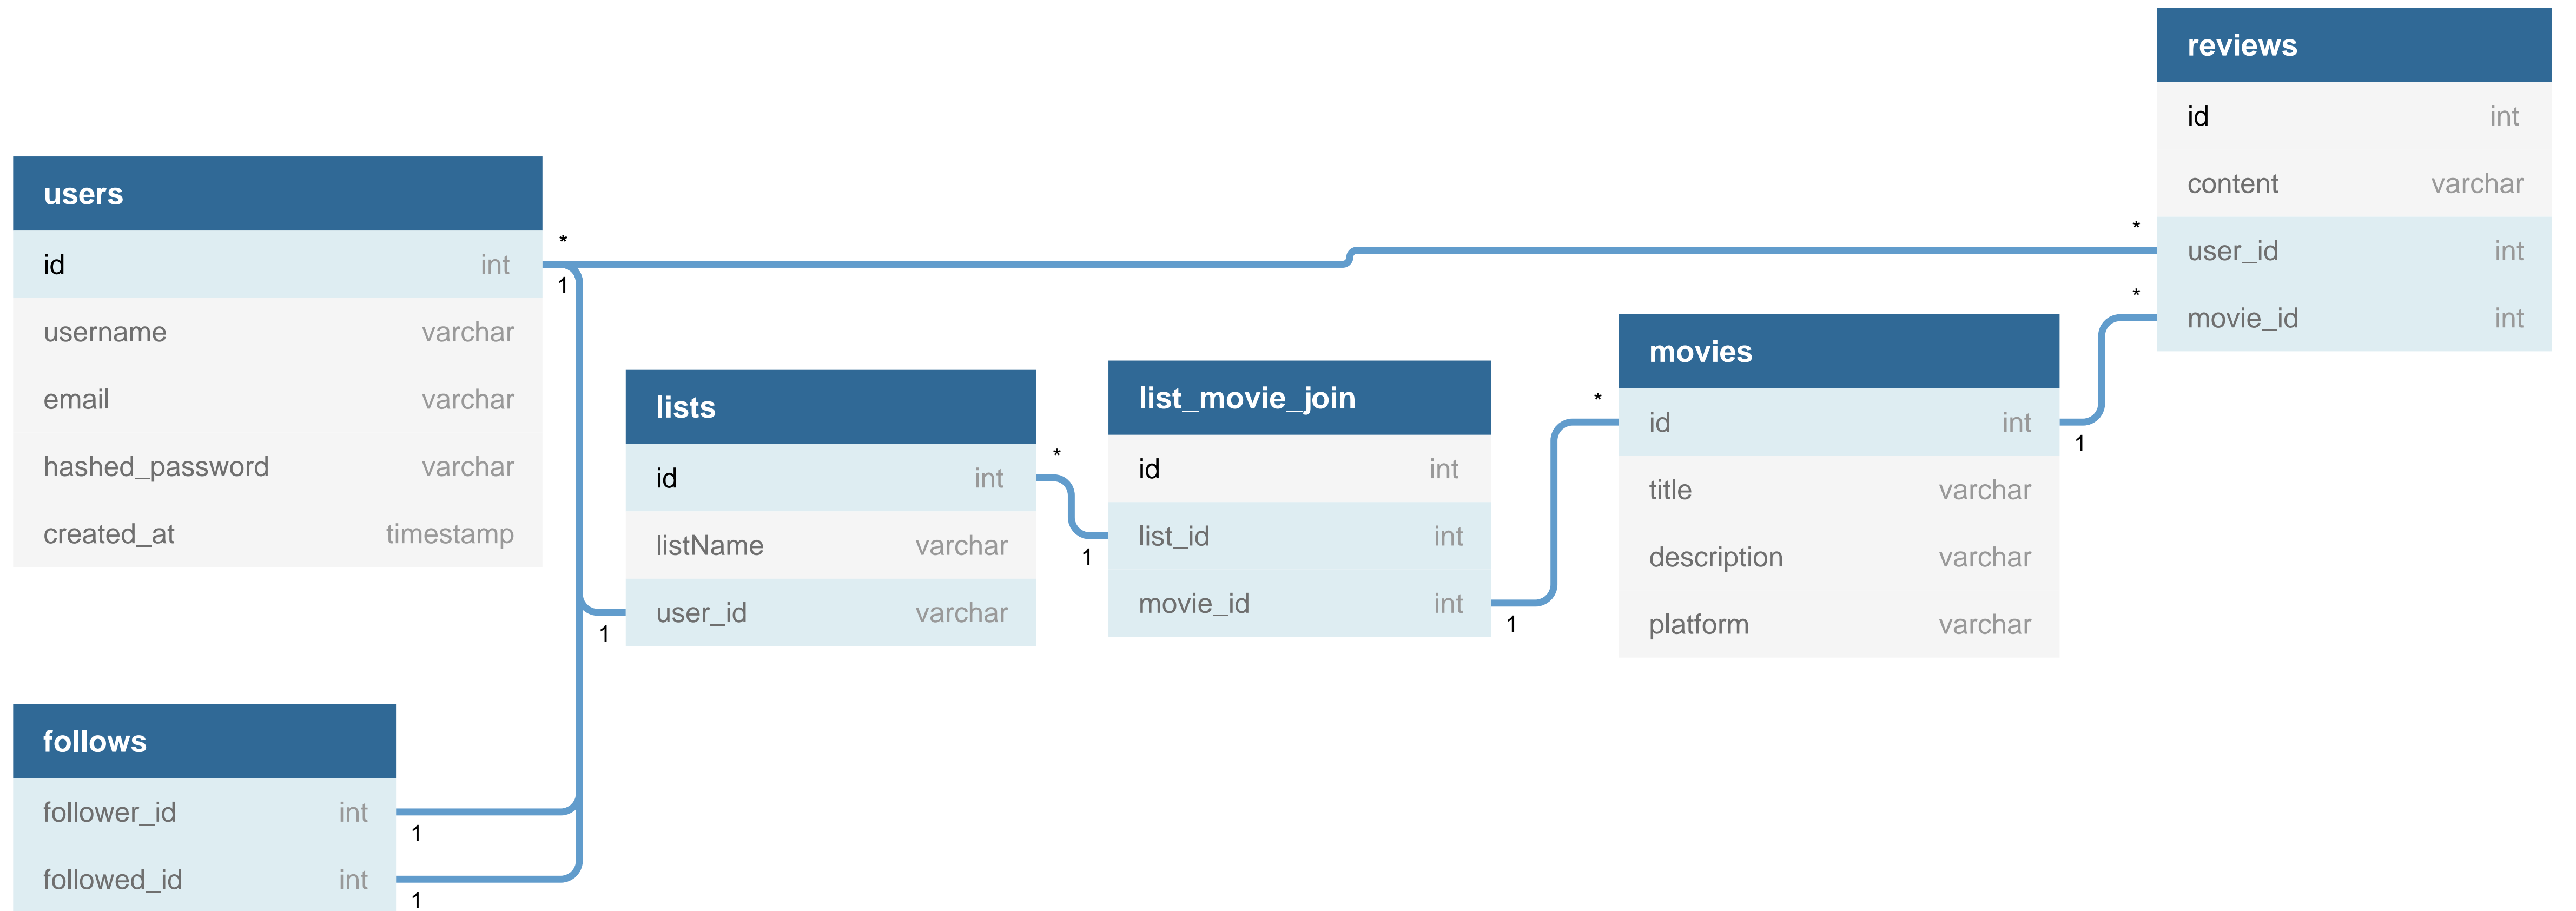 users
id int
username varchar
email varchar
hashed_password varchar
created_at timestamp
*
1
follows
follower_id int
1
followed_id int
1
lists
id int
*
listName varchar
user_id varchar
1
list_movie_join
id int
list_id int
1
movie_id int
1
movies
*
id int
1
title varchar
description varchar
platform varchar
reviews
id int
content varchar
*
user_id int
*
movie_id int